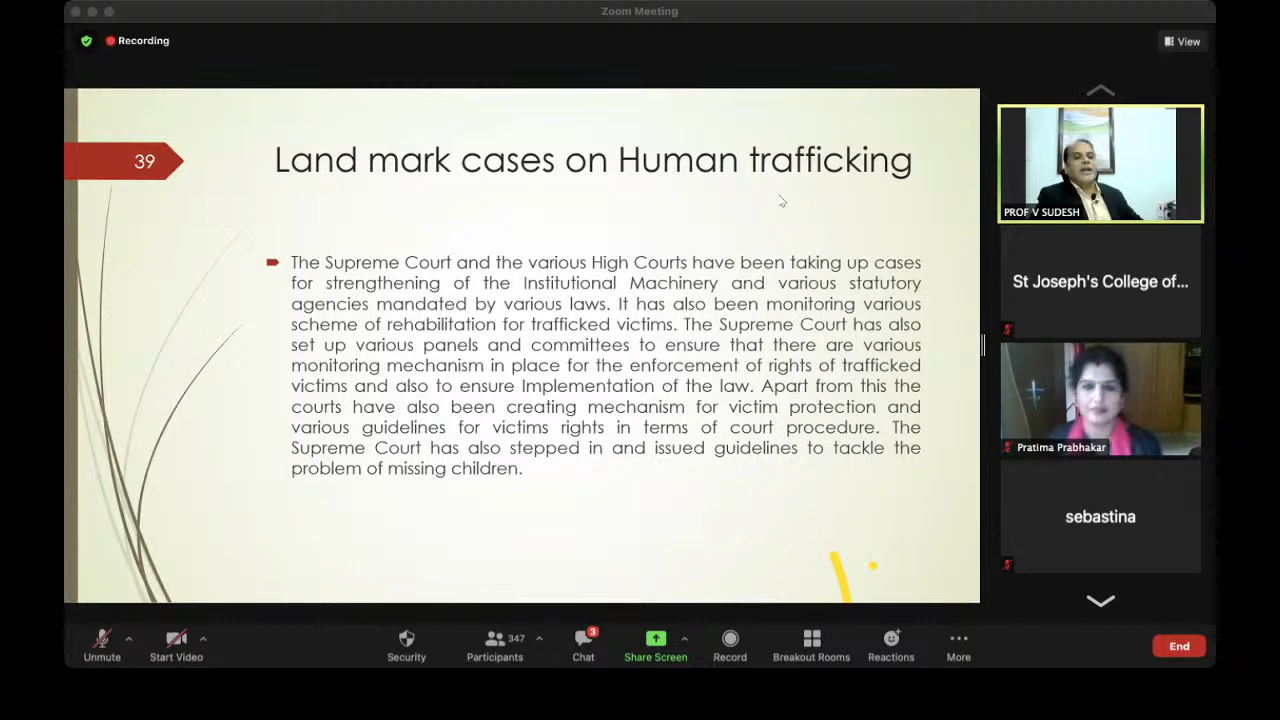 Zoom Meeting
Recording
View
39
Land mark cases on Human trafficking
The Supreme Court and the various High Courts have been taking up cases
for strengthening of the Institutional Machinery and various statutory
agencies mandated by various laws. It has also been monitoring various
scheme of rehabilitation for trafficked victims. The Supreme Court has also
set up various panels and committees to ensure that there are various
monitoring mechanism in place for the enforcement of rights of trafficked
victims and also to ensure Implementation of the law. Apart from this the
courts have also been creating mechanism for victim protection and
various guidelines for victims rights in terms of court procedure. The
Supreme Court has also stepped in and issued guidelines to tackle the
problem of missing children.
PROF V SUDESH
St Joseph's College of...
Pratima Prabhakar
sebastina
Unmute
Start Video
Security
Participants 347
Chat 3
Share Screen
Record
Breakout Rooms
Reactions
More
End